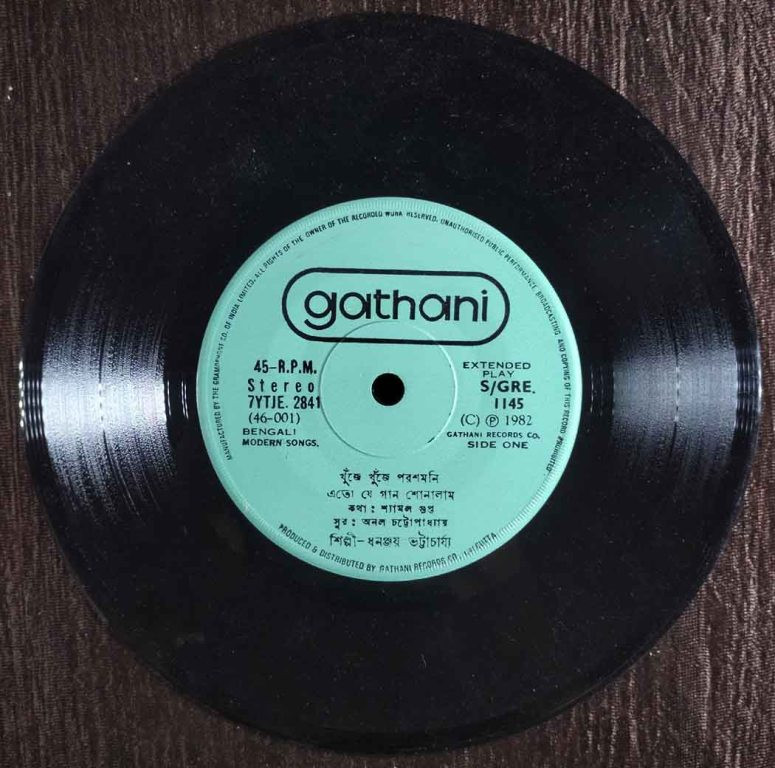 MANUFACTURED BY THE GRAMOPHONE CO. OF INDIA LIMITED. ALL RIGHTS OF THE OWNER OF THE RECORDED WORK RESERVED. UNAUTHORISED PUBLIC PERFORMANCE BROADCASTING AND COPYING OF THIS RECORD PROHIBITED
gathani
45-R.P.M.
Stereo
7YTJE. 2841
(46-001)
BENGALI
MODERN SONGS.
EXTENDED
PLAY
S/GRE.
1145
(C) Ⓟ 1982
GATHANI RECORDS CO.
SIDE ONE
খুঁজে খুঁজে পরশমনি
এতো যে গান শোনালাম
কথা : শ্যামল গুপ্ত
সুর : অনল চট্টোপাধ্যায়
শিল্পী - ধনঞ্জয় ভট্টাচার্য্য
PRODUCED & DISTRIBUTED BY GATHANI RECORDS CO.